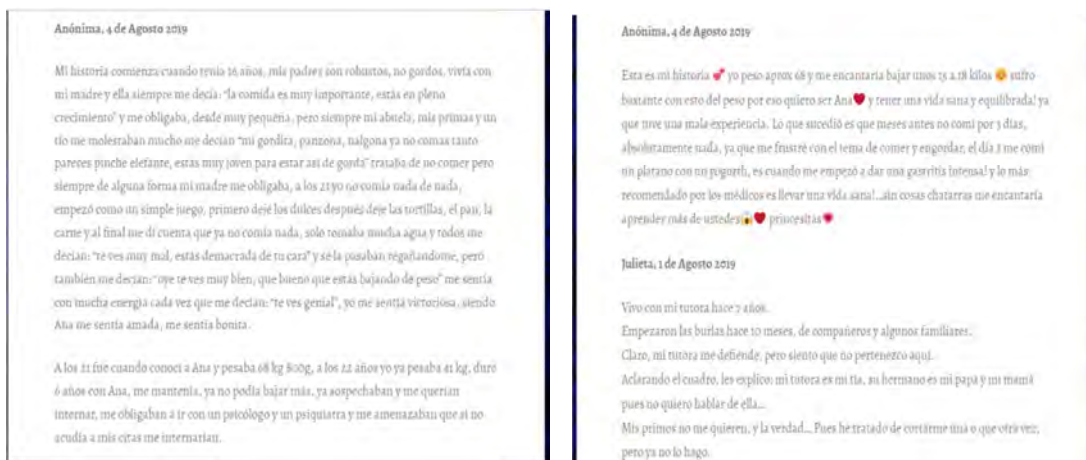 Anónima, 4 de Agosto 2019
Mi historia comienza cuando tenia 16 años, mis padres son robustos, no gordos, vivía con
mi madre y ella siempre me decía: "la comida es muy importante, estás en pleno
crecimiento" y me obligaba, desde muy pequeña, pero siempre mi abuela, mis primas y un
tío me molestaban mucho me decían "mi gordita, panzona, nalgona ya no comas tanto
pareces pinche elefante, estas muy joven para estar así de gorda" trataba de no comer pero
siempre de alguna forma mi madre me obligaba, a los 21 yo no comía nada de nada,
empezó como un simple juego, primero deje los dulces después deje las tortillas, el pan, la
carne y al final me di cuenta que ya no comía nada, solo tomaba mucha agua y todos me
decían: "te ves muy mal, estás demacrada de tu cara" y se la pasaban regañandome, pero
también me decían: "oye te ves muy bien, que bueno que estás bajando de peso" me sentía
con mucha energía cada vez que me decían: "te ves genial", yo me sentía victoriosa, siendo
Ana me sentía amada, me sentía bonita.
A los 21 fue cuando conocí a Ana y pesaba 68 kg 800g, a los 22 años yo ya pesaba 41 kg, duré
6 años con Ana, me mantenía, ya no podía bajar más, ya sospechaban y me querían
internar, me obligaban a ir con un psicólogo y un psiquiatra y me amenazaban que si no
acudía a mis citas me internarían.
Anónima, 4 de Agosto 2019
Esta es mi historia 💕 yo peso aprox 68 y me encantaría bajar unos 15 a 18 kilos 😊 sufro
bastante con esto del peso por eso quiero ser Ana❤ y tener una vida sana y equilibrada! ya
que tuve una mala experiencia. Lo que sucedió es que meses antes no comí por 3 días,
absolutamente nada, ya que me frustré con el tema de comer y engordar, el día 3 me comí
un platano con un yogurth, es cuando me empezó a dar una gastritis intensa! y lo más
recomendado por los médicos es llevar una vida sana!...sin cosas chatarras me encantaría
aprender más de ustedes😱❤ princesitas💗
Julieta, 1 de Agosto 2019
Vivo con mi tutora hace 7 años.
Empezaron las burlas hace 10 meses, de compañeros y algunos familiares.
Claro, mi tutora me defiende, pero siento que no pertenezco aquí.
Aclarando el cuadro, les explico: mi tutora es mi tía, su hermano es mi papá y mi mamá
pues no quiero hablar de ella...
Mis primos no me quieren, y la verdad... Pues he tratado de cortarme una o que otra vez,
pero ya no lo hago.